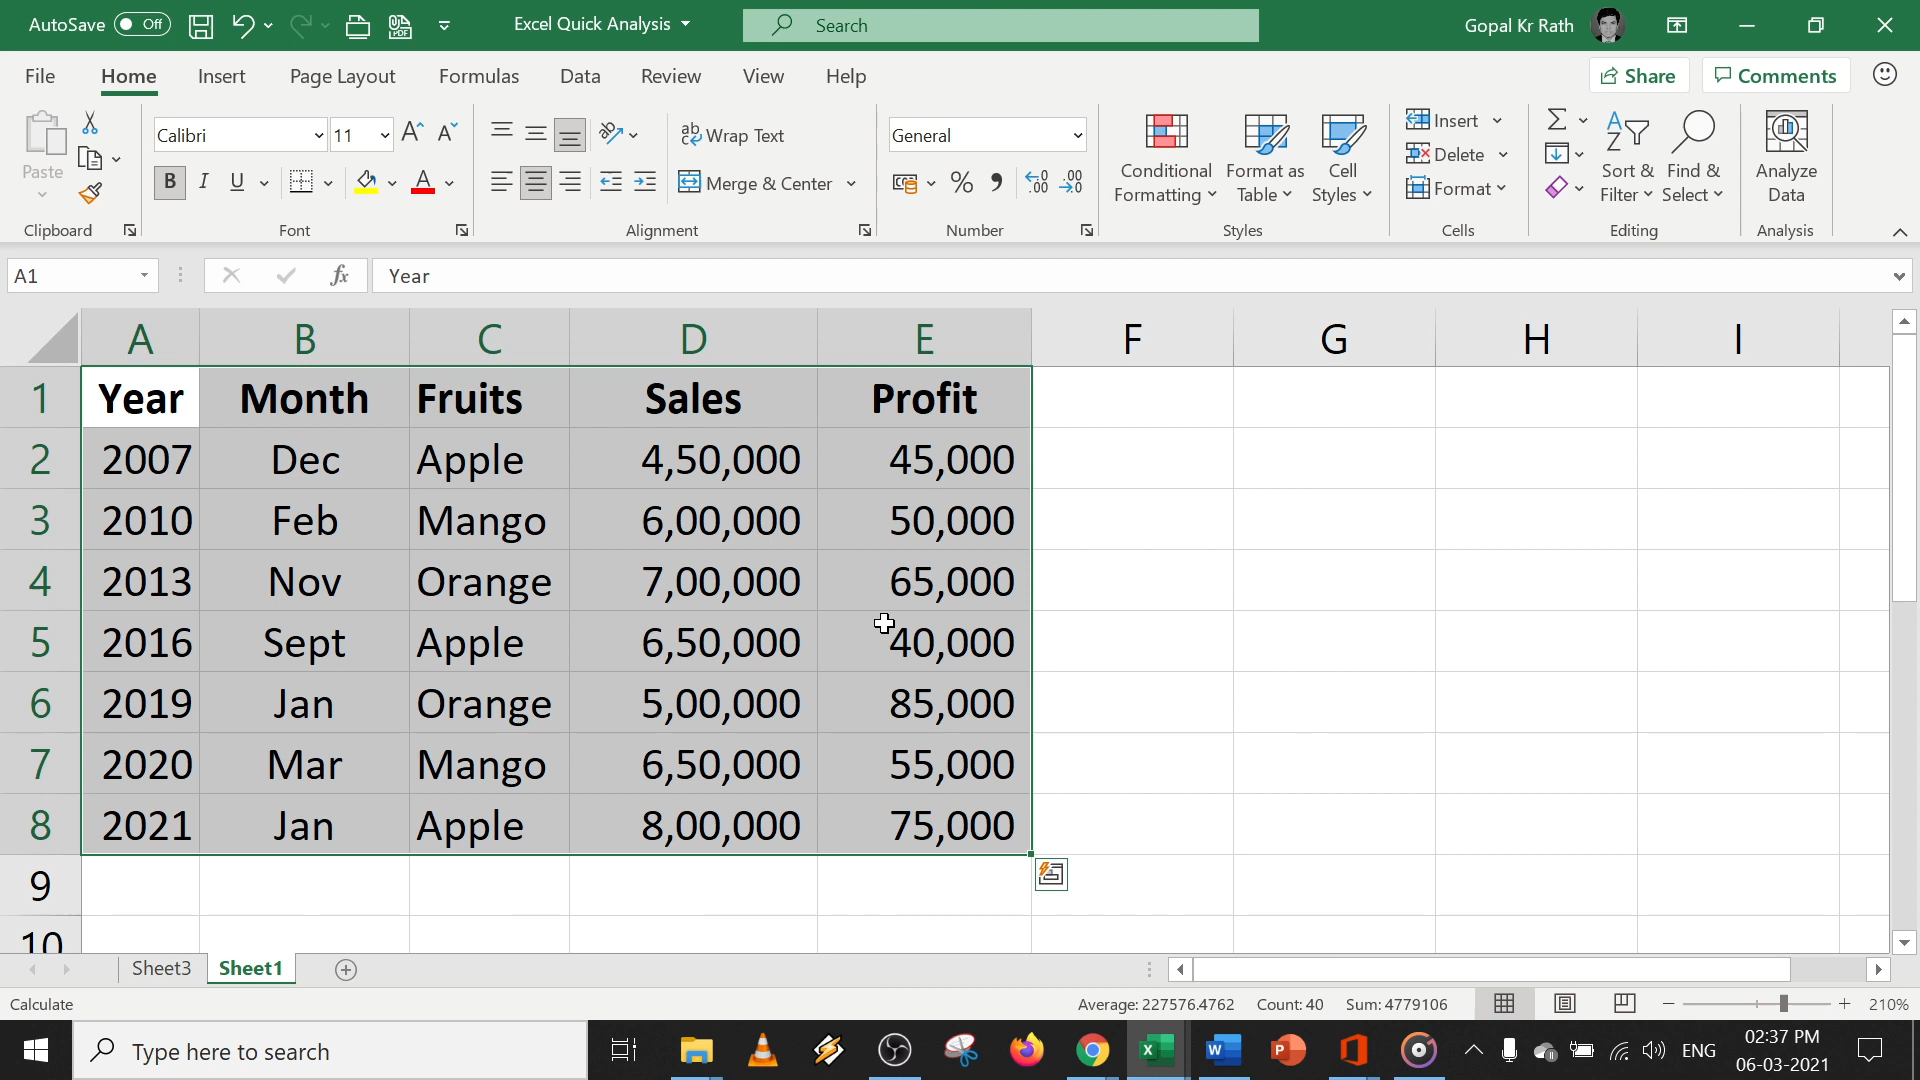 AutoSave Off Excel Quick Analysis Search Gopal Kr Rath
File Home Insert Page Layout Formulas Data Review View Help Share Comments
Paste
Clipboard
Calibri 11
B I U
Font
Wrap Text
Merge & Center
Alignment
General
Number
Conditional Formatting
Format as Table
Cell Styles
Styles
Insert
Delete
Format
Cells
Sort & Filter
Find & Select
Editing
Analyze Data
Analysis
A1 fx Year
A B C D E F G H I
1 Year Month Fruits Sales Profit
2 2007 Dec Apple 4,50,000 45,000
3 2010 Feb Mango 6,00,000 50,000
4 2013 Nov Orange 7,00,000 65,000
5 2016 Sept Apple 6,50,000 40,000
6 2019 Jan Orange 5,00,000 85,000
7 2020 Mar Mango 6,50,000 55,000
8 2021 Jan Apple 8,00,000 75,000
9
10
Sheet3 Sheet1
Calculate Average: 227576.4762 Count: 40 Sum: 4779106 210%
Type here to search ENG 02:37 PM
06-03-2021